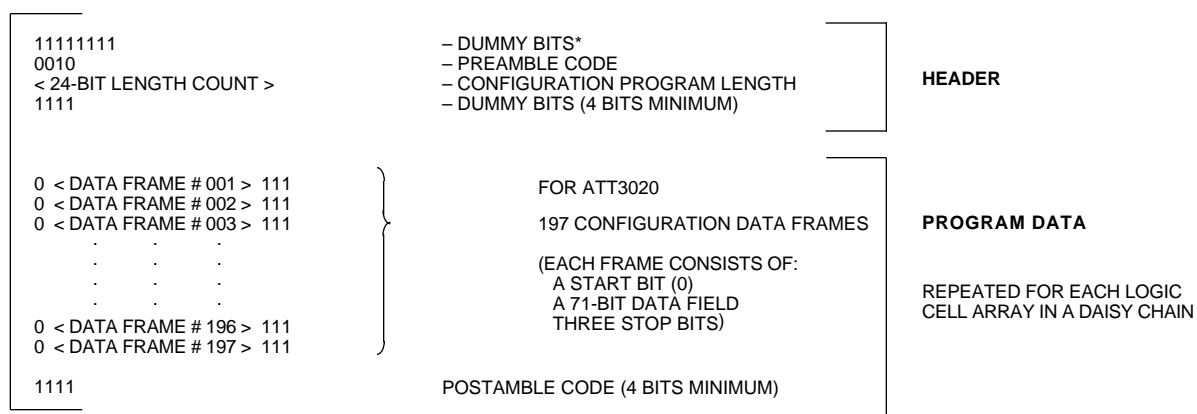 11111111 – DUMMY BITS*
0010 – PREAMBLE CODE
< 24-BIT LENGTH COUNT > – CONFIGURATION PROGRAM LENGTH
1111 – DUMMY BITS (4 BITS MINIMUM)
HEADER
0 < DATA FRAME # 001 > 111
0 < DATA FRAME # 002 > 111
0 < DATA FRAME # 003 > 111
. . .
. . .
. . .
. . .
0 < DATA FRAME # 196 > 111
0 < DATA FRAME # 197 > 111
FOR ATT3020
197 CONFIGURATION DATA FRAMES
(EACH FRAME CONSISTS OF:
A START BIT (0)
A 71-BIT DATA FIELD
THREE STOP BITS)
PROGRAM DATA
REPEATED FOR EACH LOGIC
CELL ARRAY IN A DAISY CHAIN
1111 POSTAMBLE CODE (4 BITS MINIMUM)